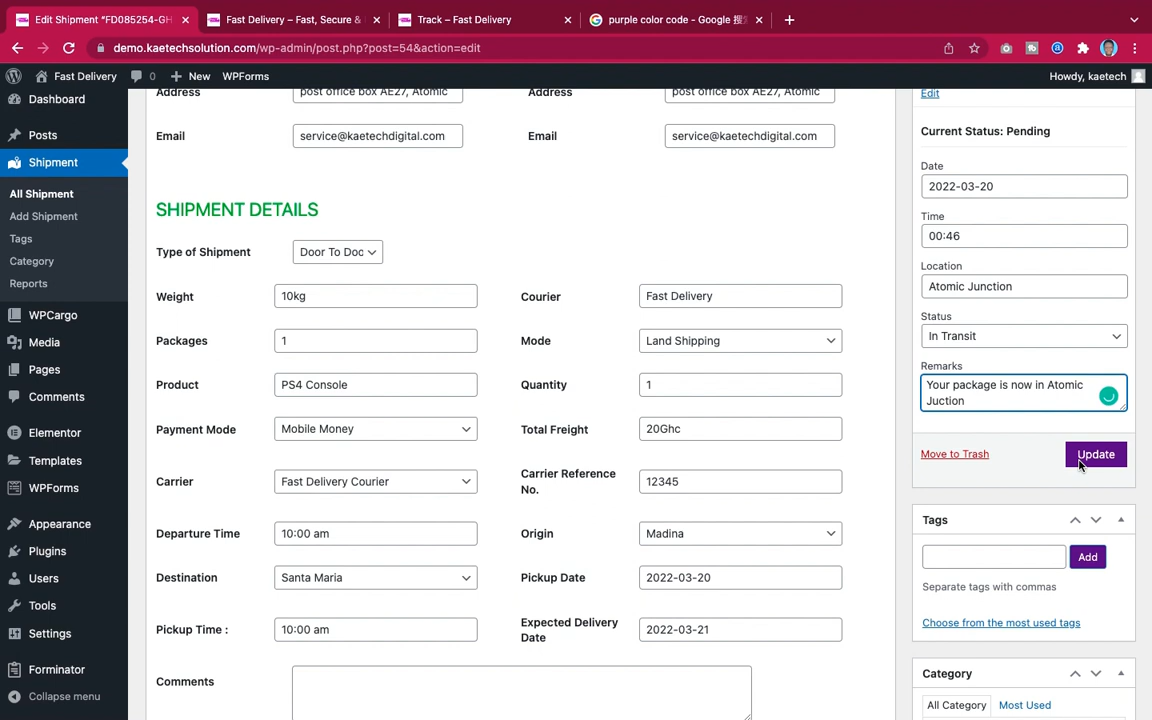 Edit Shipment "FD085254-GH
Fast Delivery – Fast, Secure &
Track – Fast Delivery
purple color code - Google 搜
demo.kaetechsolution.com/wp-admin/post.php?post=54&action=edit
Fast Delivery
0
New
WPForms
Howdy, kaetech
Dashboard
Posts
Shipment
All Shipment
Add Shipment
Tags
Category
Reports
WPCargo
Media
Pages
Comments
Elementor
Templates
WPForms
Appearance
Plugins
Users
Tools
Settings
Forminator
Collapse menu
Address
post office box AE27, Atomic
Address
post office box AE27, Atomic
Email
service@kaetechdigital.com
Email
service@kaetechdigital.com
SHIPMENT DETAILS
Type of Shipment
Door To Doc
Weight
10kg
Courier
Fast Delivery
Packages
1
Mode
Land Shipping
Product
PS4 Console
Quantity
1
Payment Mode
Mobile Money
Total Freight
20Ghc
Carrier
Fast Delivery Courier
Carrier Reference
No.
12345
Departure Time
10:00 am
Origin
Madina
Destination
Santa Maria
Pickup Date
2022-03-20
Pickup Time :
10:00 am
Expected Delivery
Date
2022-03-21
Comments
Edit
Current Status: Pending
Date
2022-03-20
Time
00:46
Location
Atomic Junction
Status
In Transit
Remarks
Your package is now in Atomic
Juction
Move to Trash
Update
Tags
Add
Separate tags with commas
Choose from the most used tags
Category
All Category
Most Used